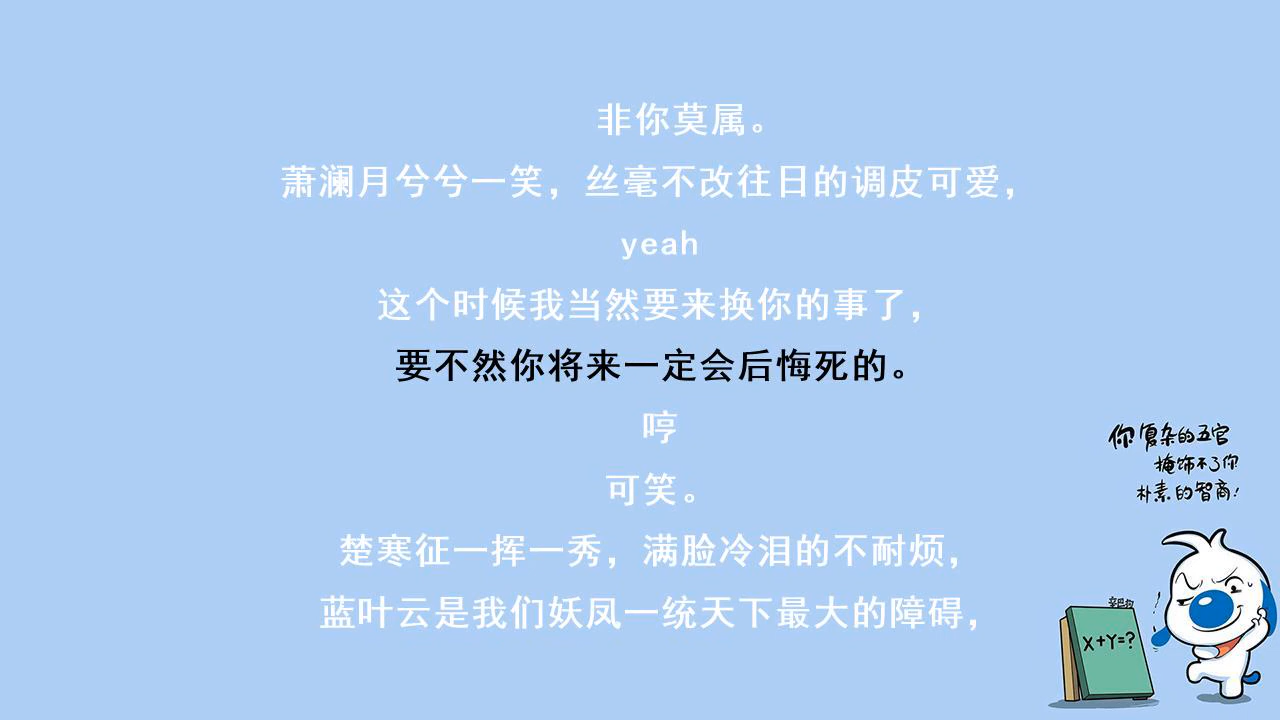 非你莫属。
萧澜月兮兮一笑，丝毫不改往日的调皮可爱，
yeah
这个时候我当然要来换你的事了，
要不然你将来一定会后悔死的。
哼
可笑。
楚寒征一挥一秀，满脸冷泪的不耐烦，
蓝叶云是我们妖凤一统天下最大的障碍，
你复杂的五官
掩饰不了你
朴素的智商！
X+Y=?